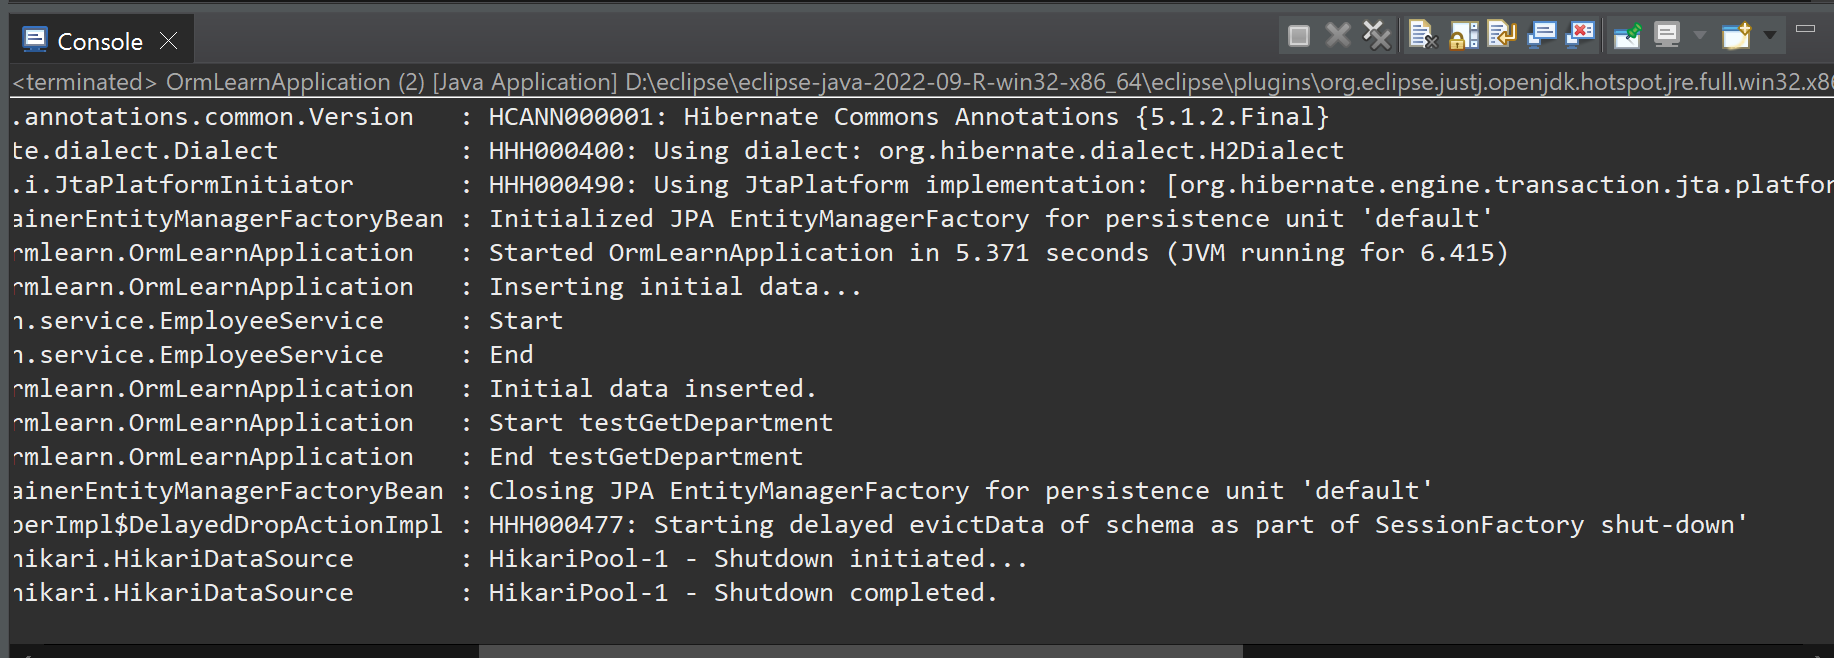 Console
<terminated> OrmLearnApplication (2) [Java Application] D:\eclipse\eclipse-java-2022-09-R-win32-x86_64\eclipse\plugins\org.eclipse.justj.openjdk.hotspot.jre.full.win32.x86
.annotations.common.Version   : HCANN000001: Hibernate Commons Annotations {5.1.2.Final}
te.dialect.Dialect            : HHH000400: Using dialect: org.hibernate.dialect.H2Dialect
.i.JtaPlatformInitiator       : HHH000490: Using JtaPlatform implementation: [org.hibernate.engine.transaction.jta.platfor
ainerEntityManagerFactoryBean : Initialized JPA EntityManagerFactory for persistence unit 'default'
rmlearn.OrmLearnApplication   : Started OrmLearnApplication in 5.371 seconds (JVM running for 6.415)
rmlearn.OrmLearnApplication   : Inserting initial data...
n.service.EmployeeService     : Start
n.service.EmployeeService     : End
rmlearn.OrmLearnApplication   : Initial data inserted.
rmlearn.OrmLearnApplication   : Start testGetDepartment
rmlearn.OrmLearnApplication   : End testGetDepartment
ainerEntityManagerFactoryBean : Closing JPA EntityManagerFactory for persistence unit 'default'
perImpl$DelayedDropActionImpl : HHH000477: Starting delayed evictData of schema as part of SessionFactory shut-down'
hikari.HikariDataSource       : HikariPool-1 - Shutdown initiated...
hikari.HikariDataSource       : HikariPool-1 - Shutdown completed.